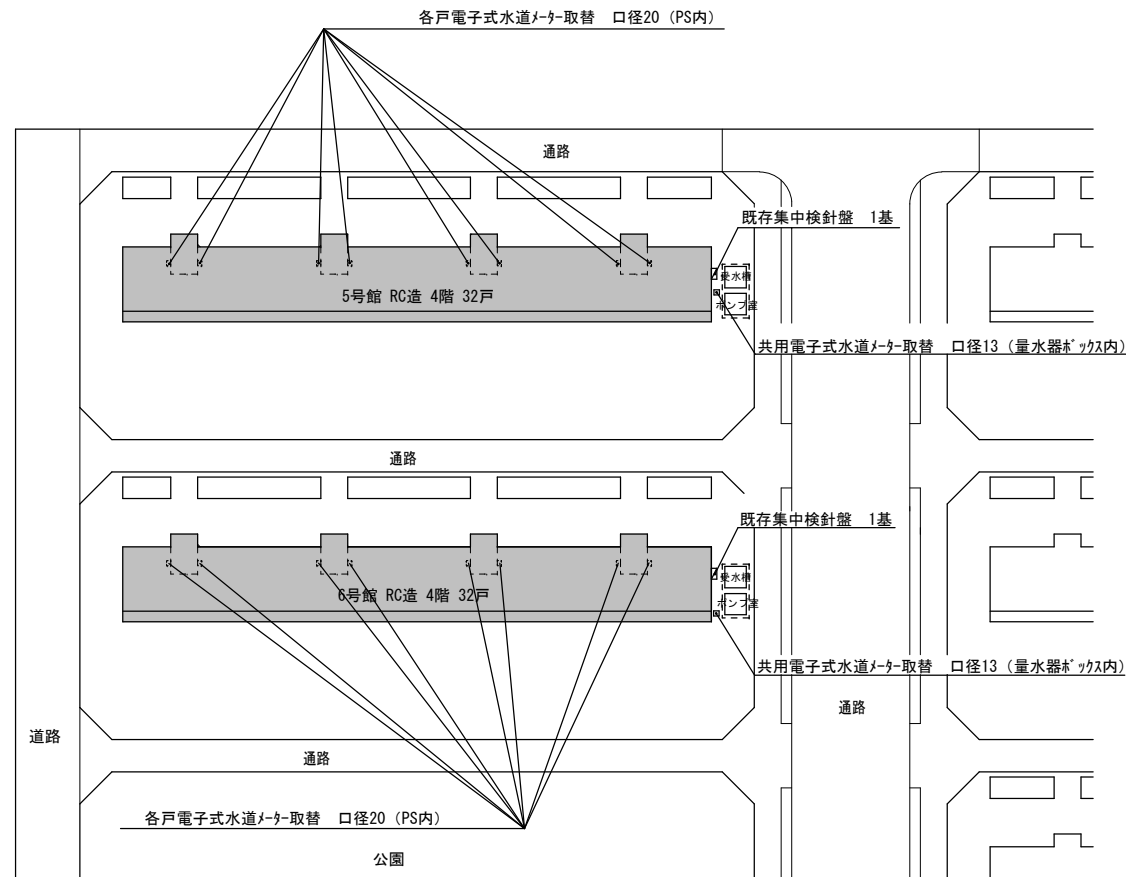 各戸電子式水道ﾒｰﾀｰ取替　口径20（PS内）
通路
既存集中検針盤　1基
受水槽
5号館 RC造 4階 32戸
ポンプ室
共用電子式水道ﾒｰﾀｰ取替　口径13（量水器ﾎﾞｯｸｽ内）
通路
既存集中検針盤　1基
受水槽
6号館 RC造 4階 32戸
ポンプ室
共用電子式水道ﾒｰﾀｰ取替　口径13（量水器ﾎﾞｯｸｽ内）
通路
道路
通路
各戸電子式水道ﾒｰﾀｰ取替　口径20（PS内）
公園